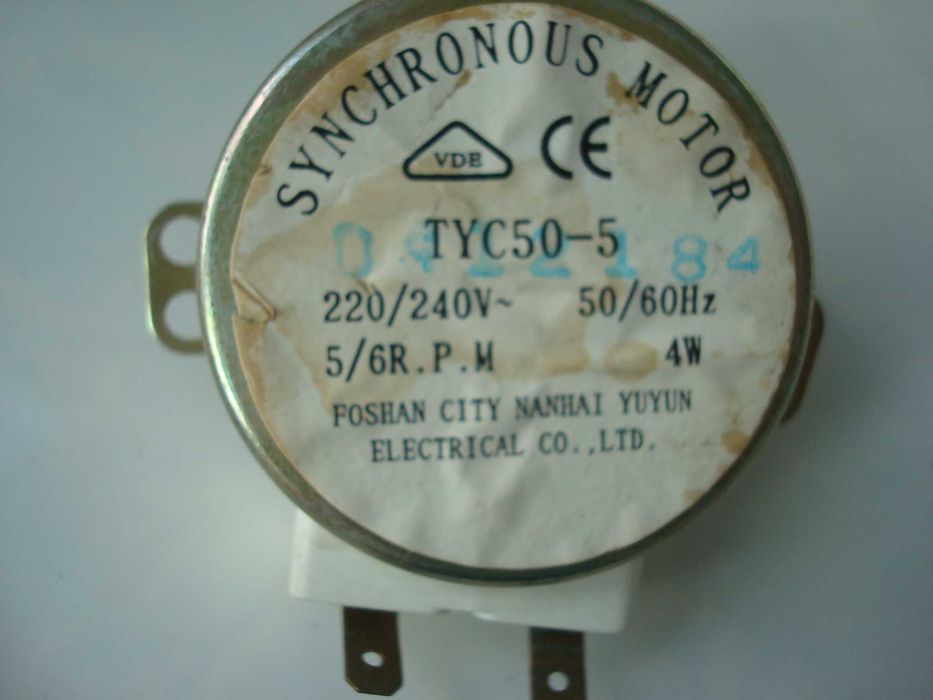 SYNCHRONOUS MOTOR
VDE CE
TYC50-5
220/240V~ 50/60Hz
5/6R.P.M 4W
FOSHAN CITY NANHAI YUYUN
ELECTRICAL CO.,LTD.